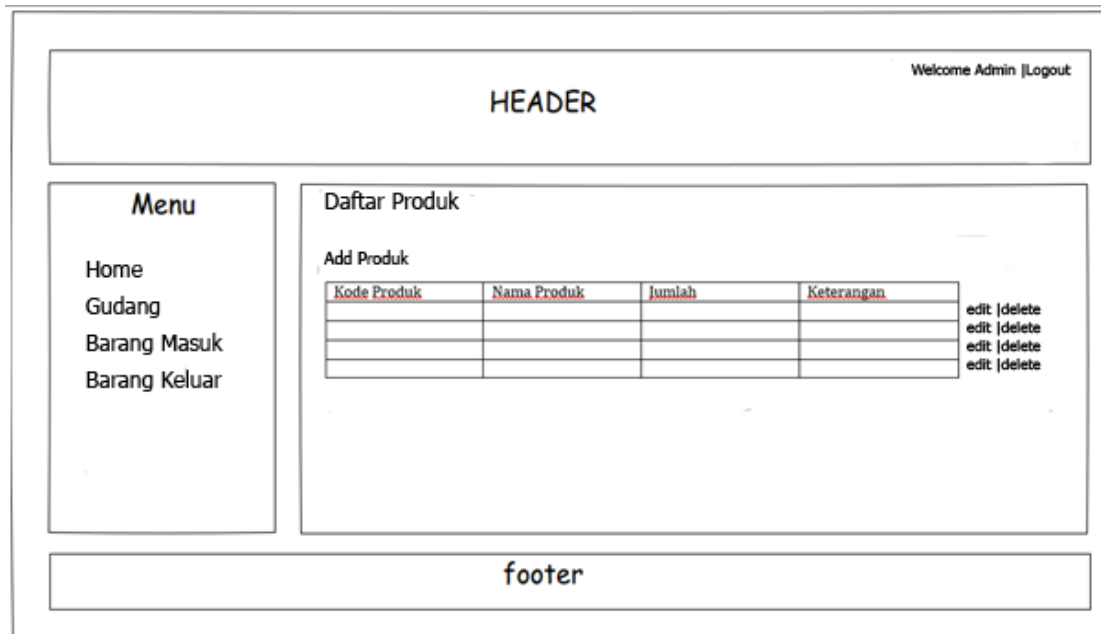 Welcome Admin |Logout
HEADER
Menu
Home
Gudang
Barang Masuk
Barang Keluar
Daftar Produk
Add Produk
Kode Produk Nama Produk Jumlah Keterangan
edit |delete
edit |delete
edit |delete
edit |delete
footer